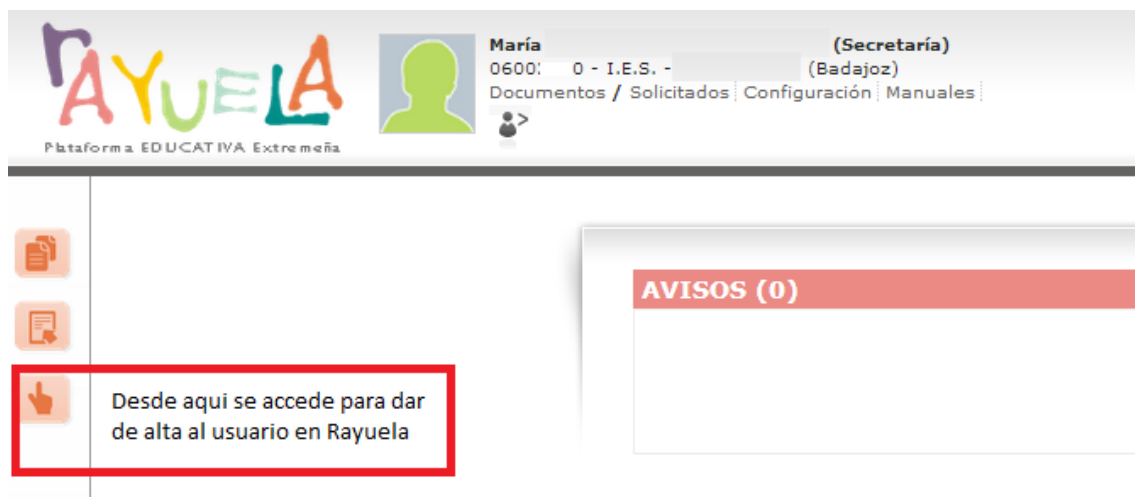 rAYUELA
Plataforma EDUCATIVA Extremeña
María (Secretaría)
0600 0 - I.E.S. - (Badajoz)
Documentos / Solicitados Configuración Manuales
>
AVISOS (0)
Desde aqui se accede para dar
de alta al usuario en Rayuela